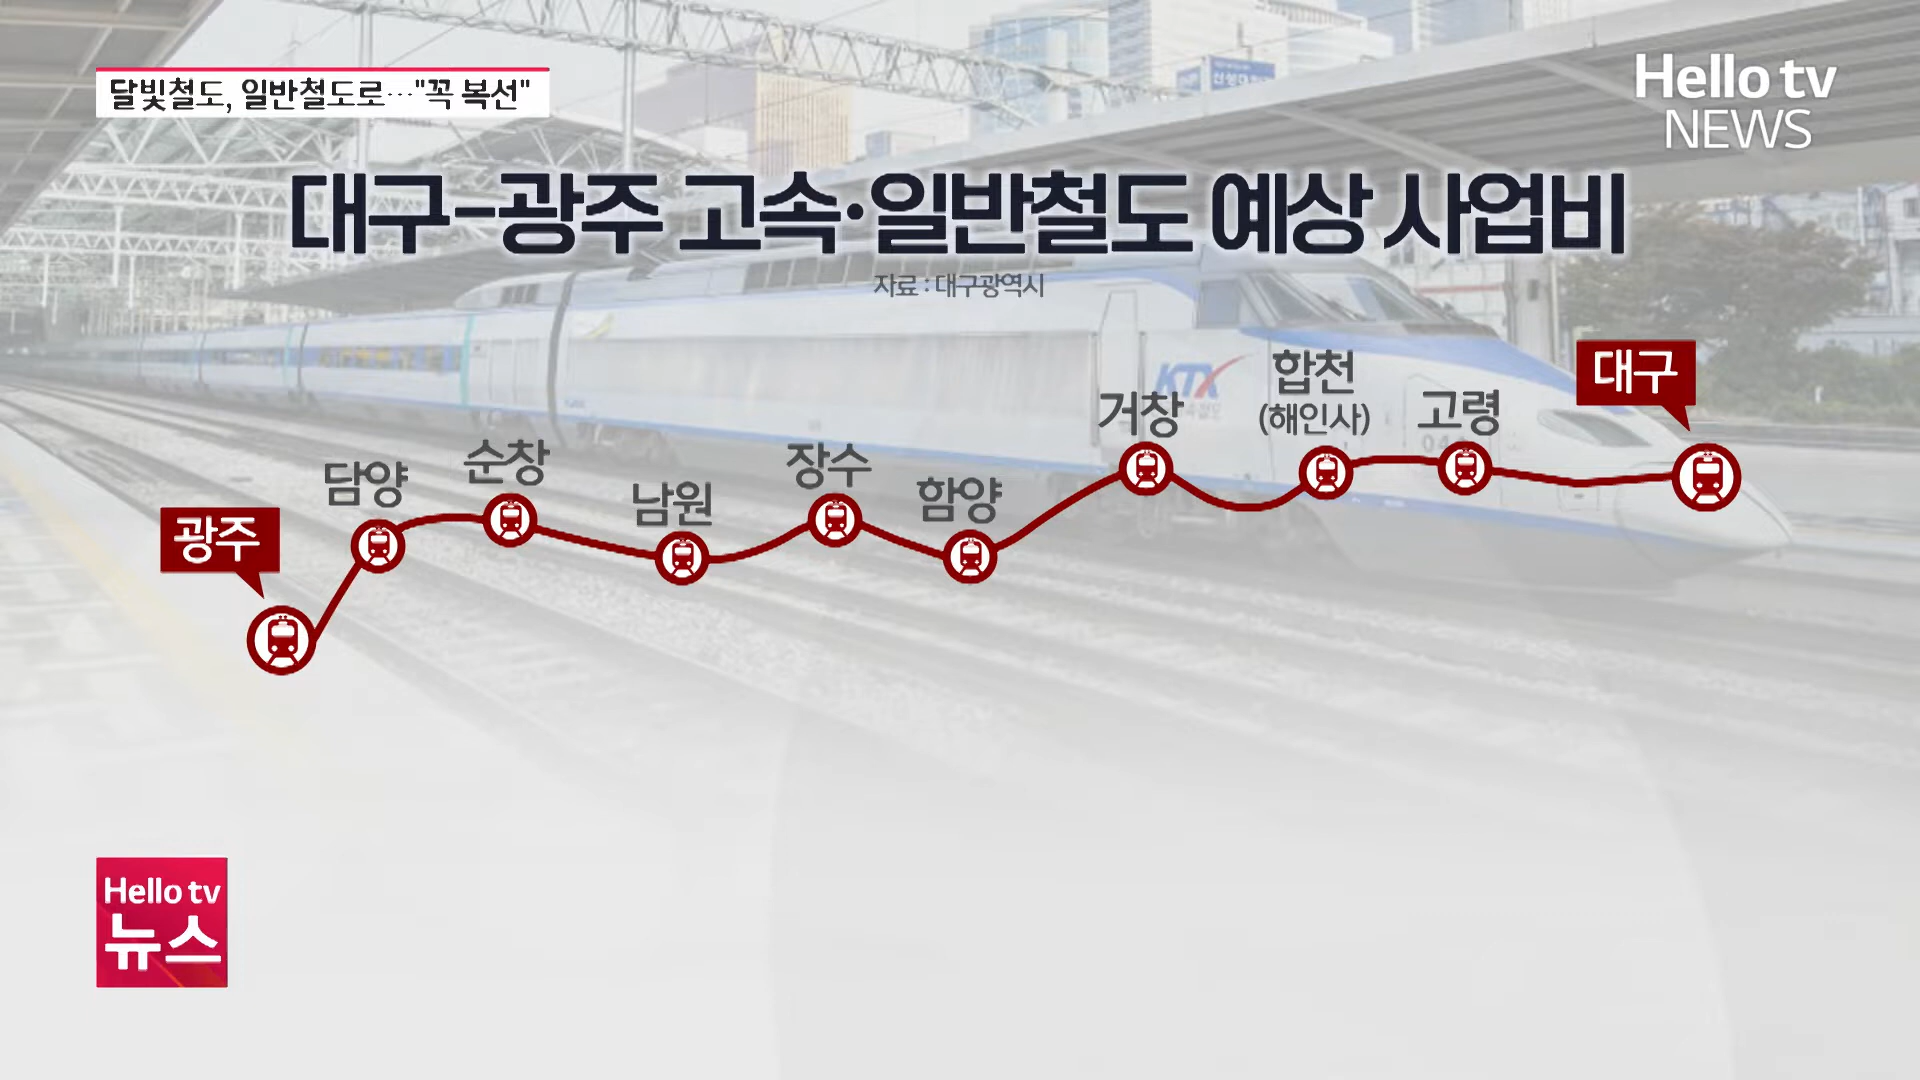 달빛철도, 일반철도로…"꼭 복선"
Hello tv
NEWS
대구-광주 고속·일반철도 예상 사업비
자료 : 대구광역시
KTX
광주
담양
순창
남원
장수
함양
거창
합천
(해인사)
고령
대구
Hello tv
뉴스